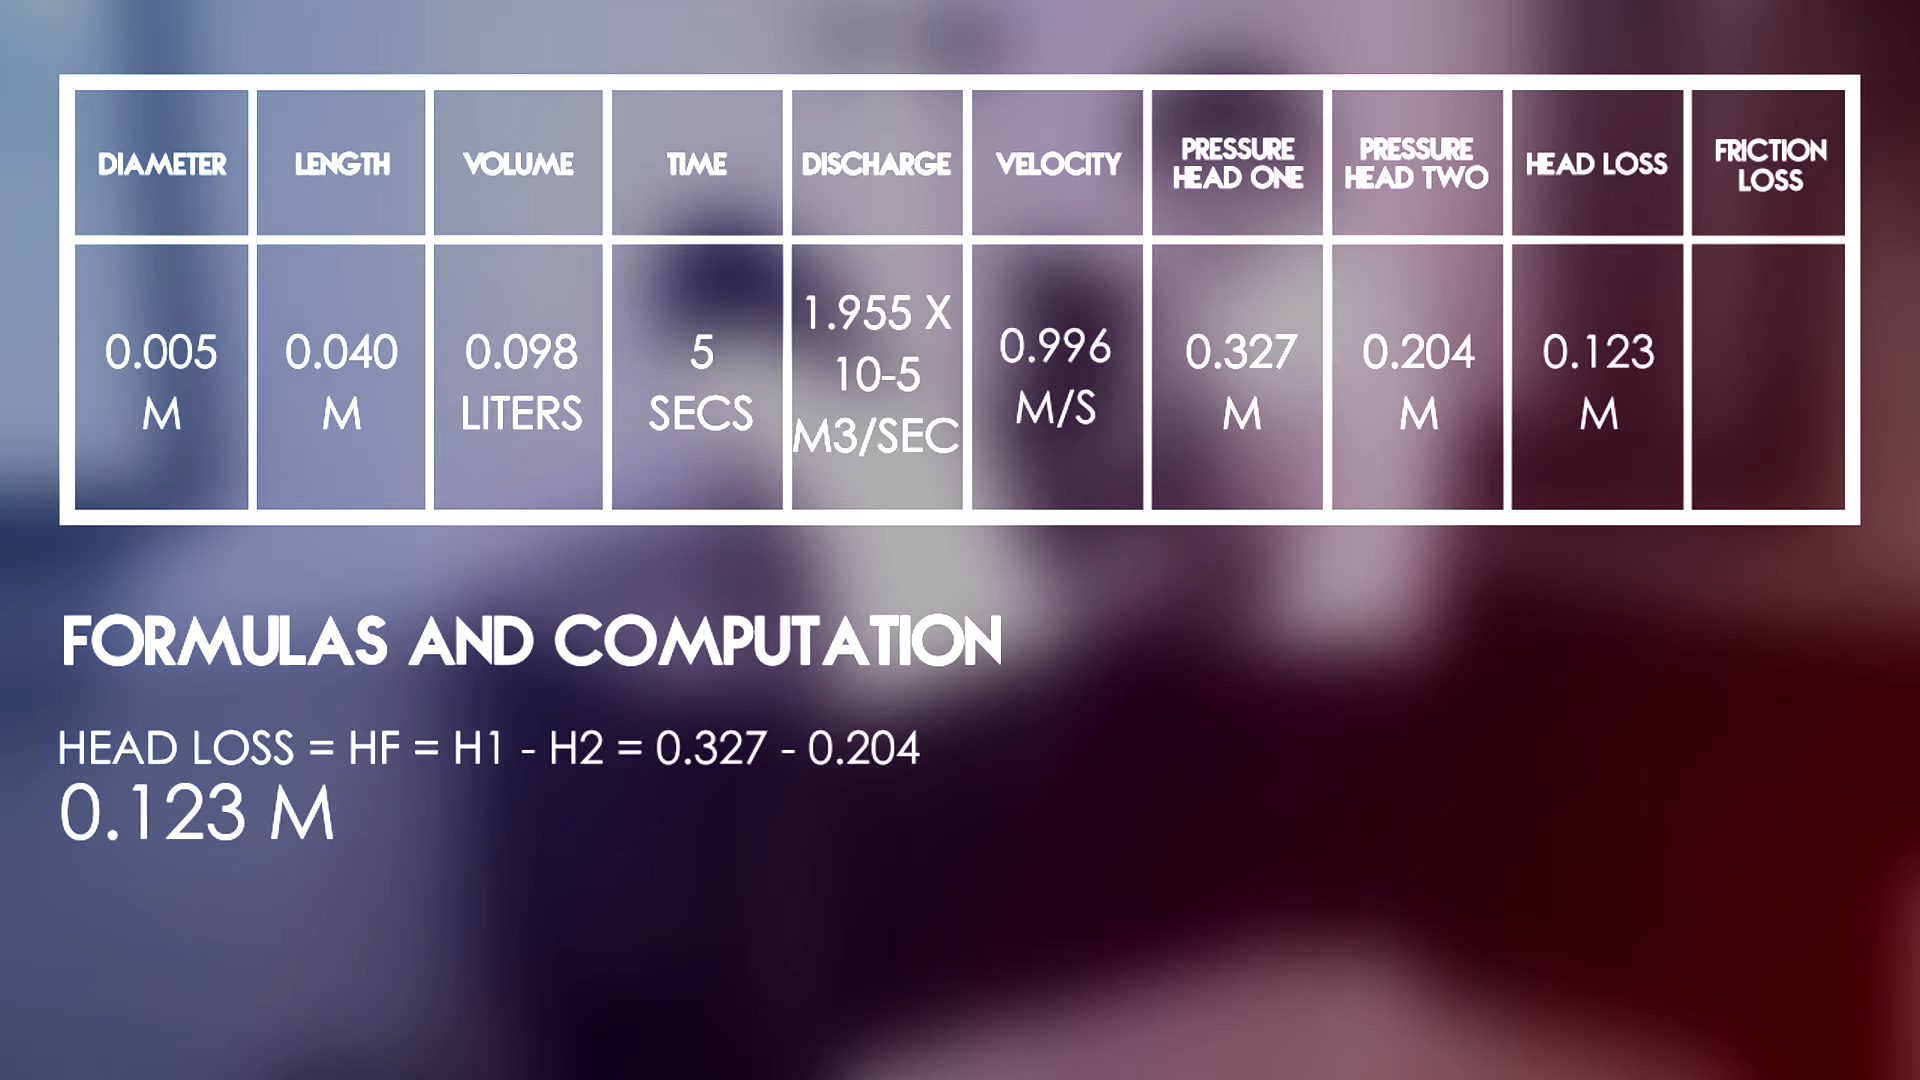 DIAMETER LENGTH VOLUME TIME DISCHARGE VELOCITY PRESSURE HEAD ONE PRESSURE HEAD TWO HEAD LOSS FRICTION LOSS
0.005 M 0.040 M 0.098 LITERS 5 SECS 1.955 X 10-5 M3/SEC 0.996 M/S 0.327 M 0.204 M 0.123 M
FORMULAS AND COMPUTATION
HEAD LOSS = HF = H1 - H2 = 0.327 - 0.204
0.123 M